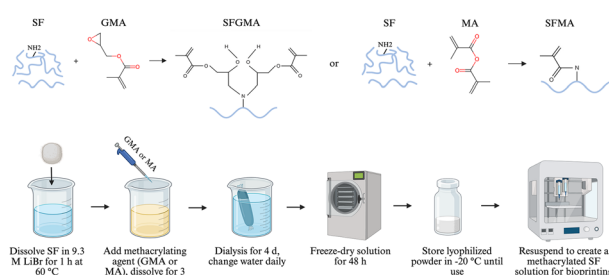 SF GMA SFGMA SF MA SFMA
NH2 O O O H H O O O O N or NH2 O O O O N
+ +
GMA or MA
Dissolve SF in 9.3
M LiBr for 1 h at
60 °C
Add methacrylating
agent (GMA or
MA), dissolve for 3
Dialysis for 4 d,
change water daily
Freeze-dry solution
for 48 h
Store lyophilized
powder in -20 °C until
use
Resuspend to create a
methacrylated SF
solution for bioprinting